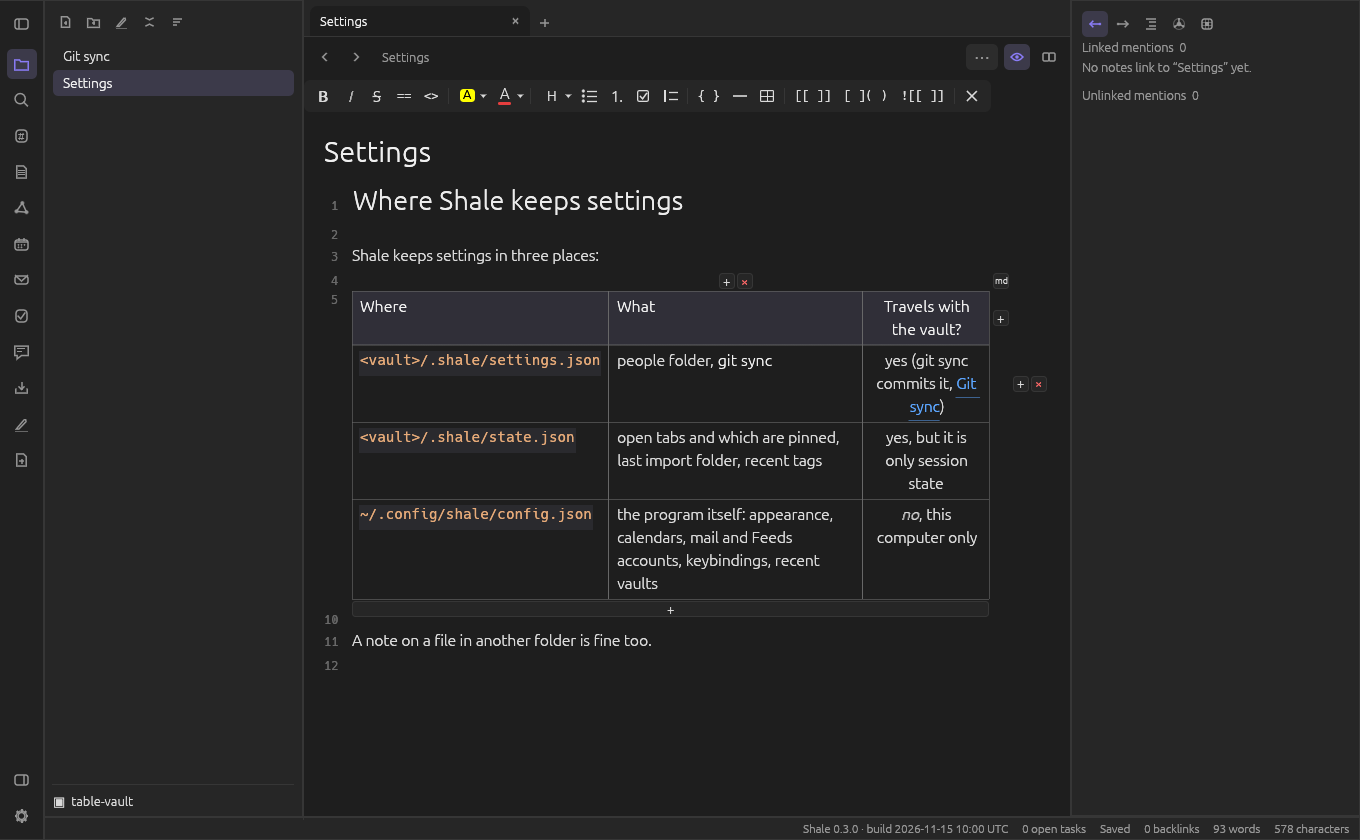 Settings
Git sync
Settings
Settings
B I S == <> A A H 1. { } [[ ]] [ ]( ) ![[ ]]
Settings
1 Where Shale keeps settings
2
3 Shale keeps settings in three places:
4
+ × md
5
Where What Travels with the vault?
+
<vault>/.shale/settings.json people folder, git sync yes (git sync commits it, Git sync)
+ ×
<vault>/.shale/state.json open tabs and which are pinned, last import folder, recent tags yes, but it is only session state
~/.config/shale/config.json the program itself: appearance, calendars, mail and Feeds accounts, keybindings, recent vaults no, this computer only
+
10
11 A note on a file in another folder is fine too.
12
Linked mentions 0
No notes link to “Settings” yet.
Unlinked mentions 0
table-vault
Shale 0.3.0 · build 2026-11-15 10:00 UTC 0 open tasks Saved 0 backlinks 93 words 578 characters